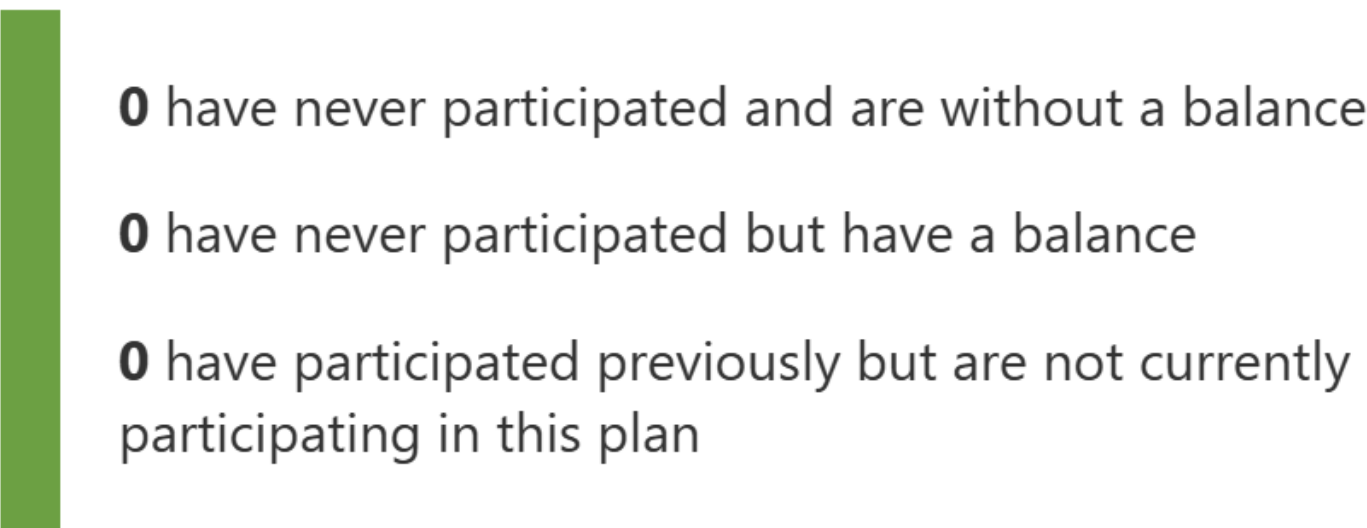 0 have never participated and are without a balance
0 have never participated but have a balance
0 have participated previously but are not currently
participating in this plan